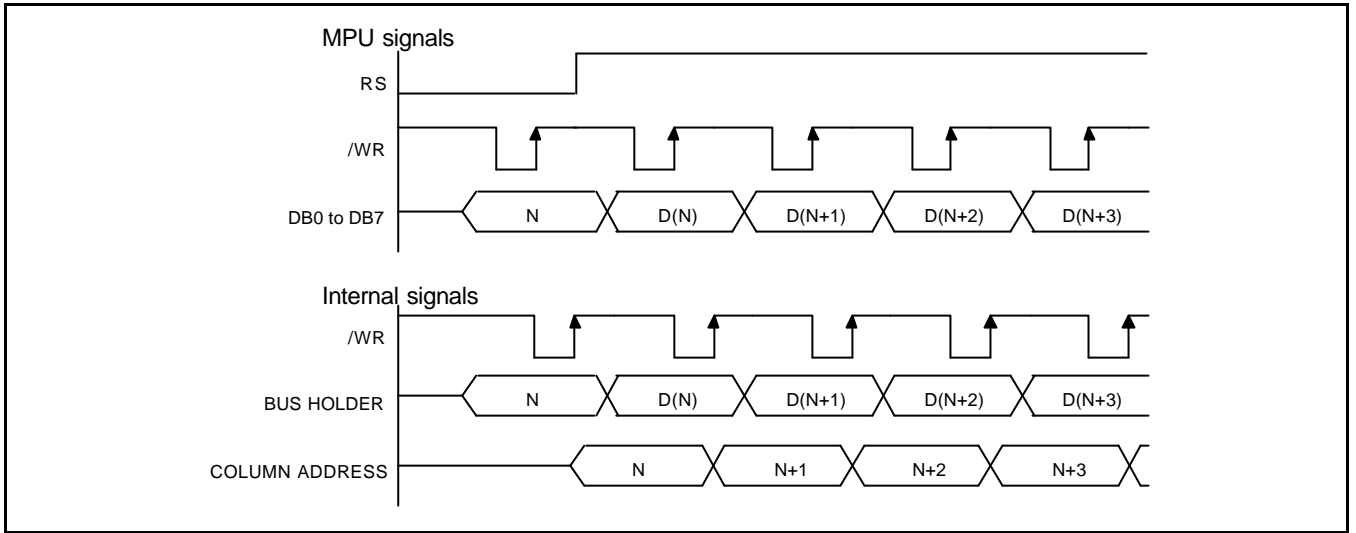 MPU signals
RS
/WR
DB0 to DB7
N
D(N)
D(N+1)
D(N+2)
D(N+3)
Internal signals
/WR
BUS HOLDER
N
D(N)
D(N+1)
D(N+2)
D(N+3)
COLUMN ADDRESS
N
N+1
N+2
N+3